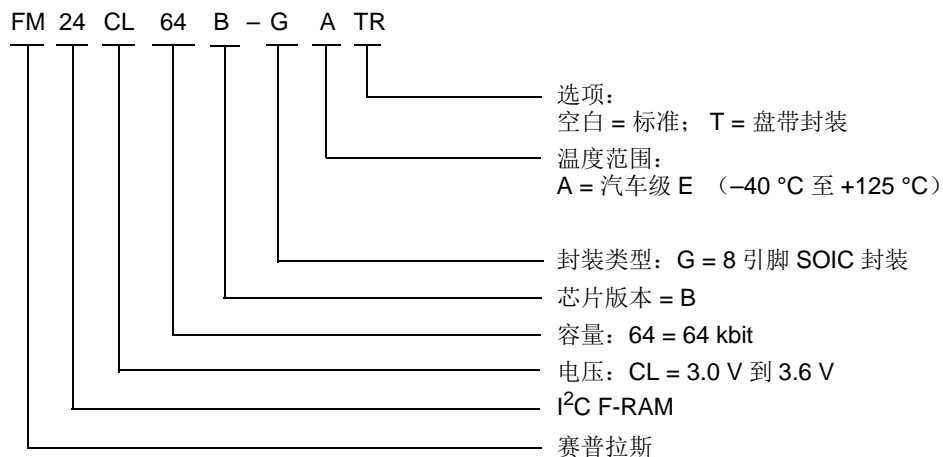 FM 24 CL 64 B – G A TR
选项：
空白 = 标准； T = 盘带封装
温度范围：
A = 汽车级 E （–40 °C 至 +125 °C）
封装类型：G = 8 引脚 SOIC 封装
芯片版本 = B
容量：64 = 64 kbit
电压：CL = 3.0 V 到 3.6 V
I²C F-RAM
赛普拉斯